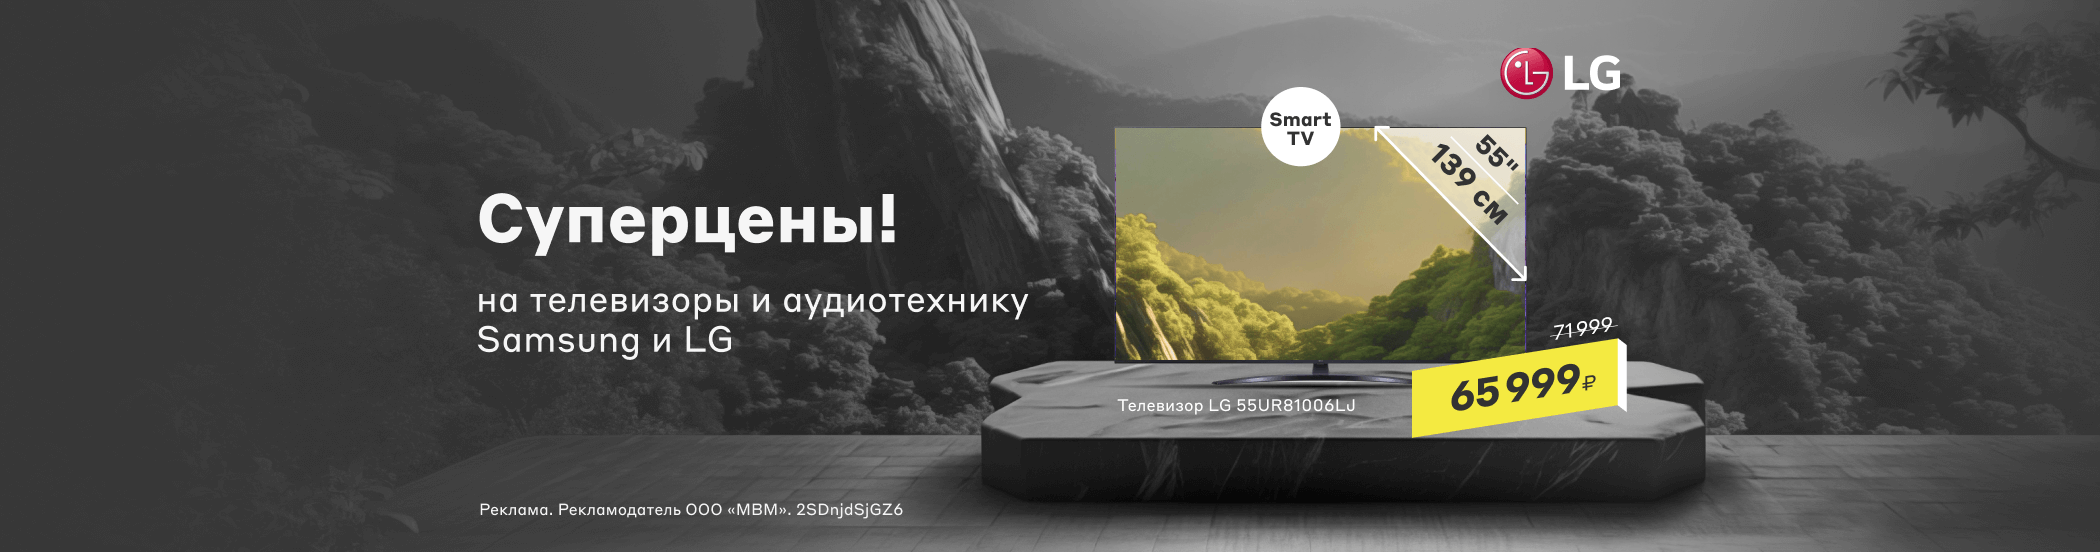 LG
Smart
TV
55"
139 см
Суперцены!
на телевизоры и аудиотехнику
Samsung и LG
71 999
65 999 ₽
Телевизор LG 55UR81006LJ
Реклама. Рекламодатель ООО «МВМ». 2SDnjdSjGZ6